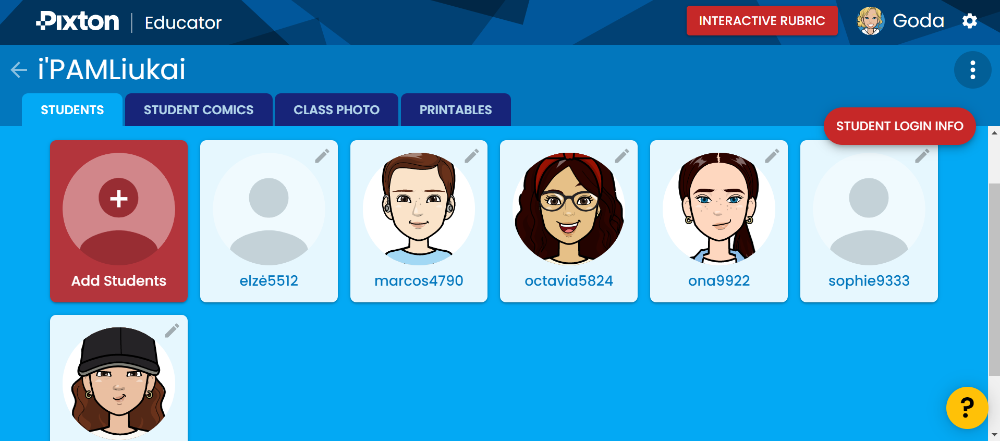 Pixton | Educator
INTERACTIVE RUBRIC
Goda
i'PAMLiukai
STUDENTS
STUDENT COMICS
CLASS PHOTO
PRINTABLES
STUDENT LOGIN INFO
Add Students
elzė5512
marcos4790
octavia5824
ona9922
sophie9333
?